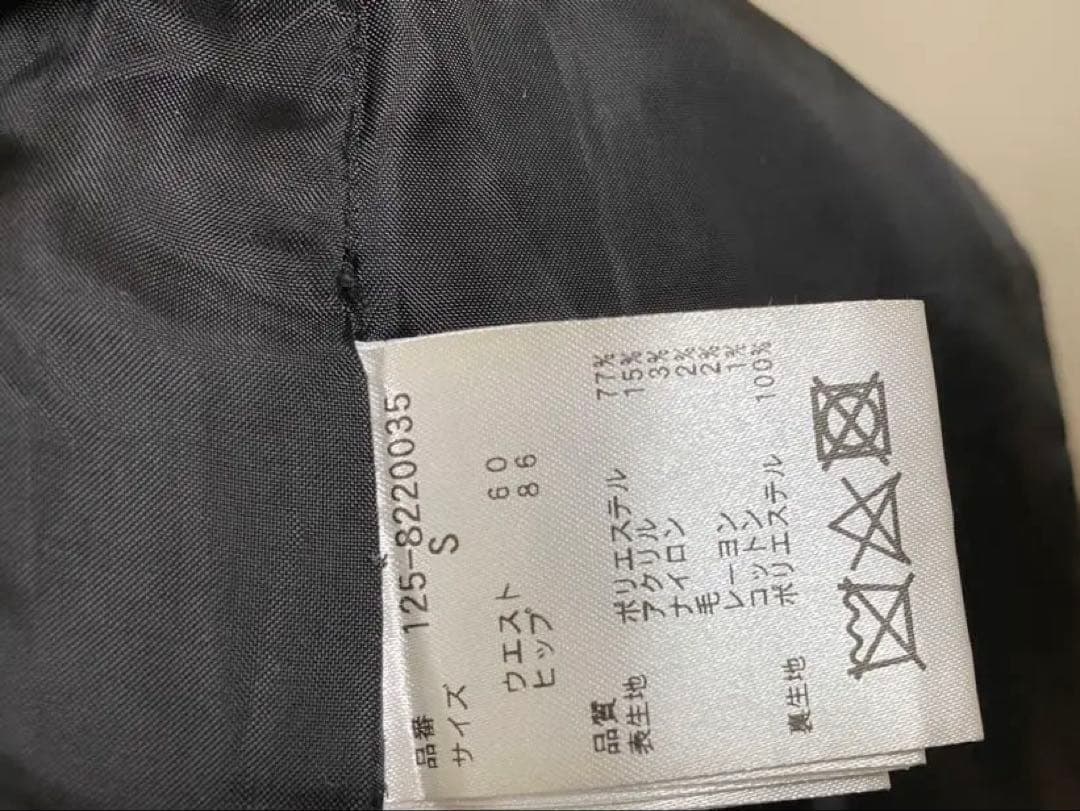 品番 125-8220035
サイズ S
ウエスト 60
ヒップ 86
品質
表生地 ポリエステル 77%
アクリル 15%
ナイロン 3%
毛 2%
レーヨン 2%
コットン 1%
裏生地 ポリエステル 100%